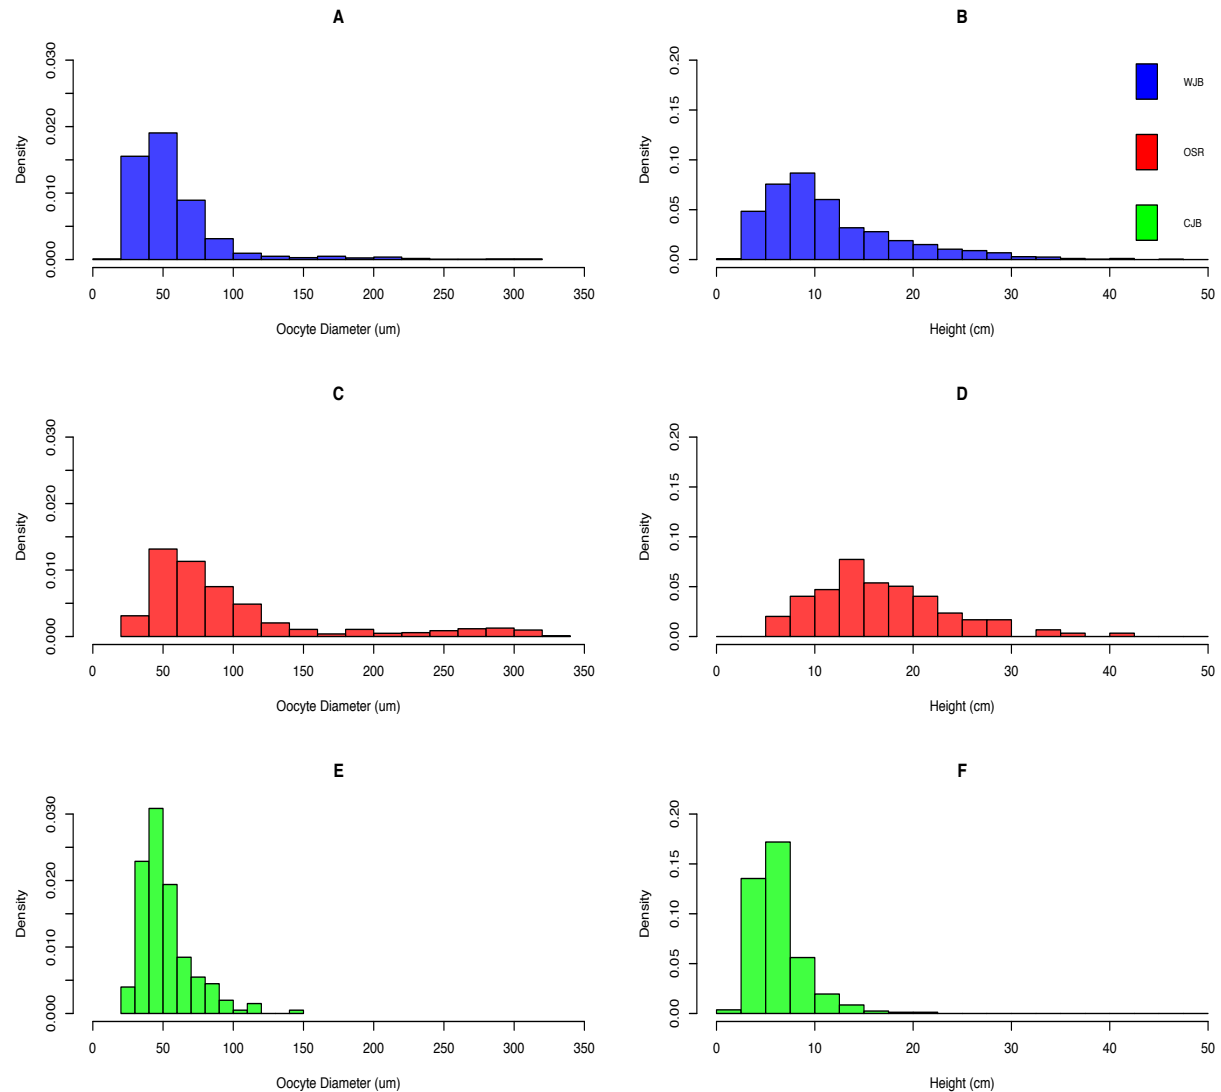 A
0.030
0.020
0.010
0.000
Density
0 50 100 150 200 250 300 350
Oocyte Diameter (um)
B
0.20
0.15
0.10
0.05
0.00
Density
0 10 20 30 40 50
Height (cm)
WJB
OSR
CJB
C
0.030
0.020
0.010
0.000
Density
0 50 100 150 200 250 300 350
Oocyte Diameter (um)
D
0.20
0.15
0.10
0.05
0.00
Density
0 10 20 30 40 50
Height (cm)
E
0.030
0.020
0.010
0.000
Density
0 50 100 150 200 250 300 350
Oocyte Diameter (um)
F
0.20
0.15
0.10
0.05
0.00
Density
0 10 20 30 40 50
Height (cm)